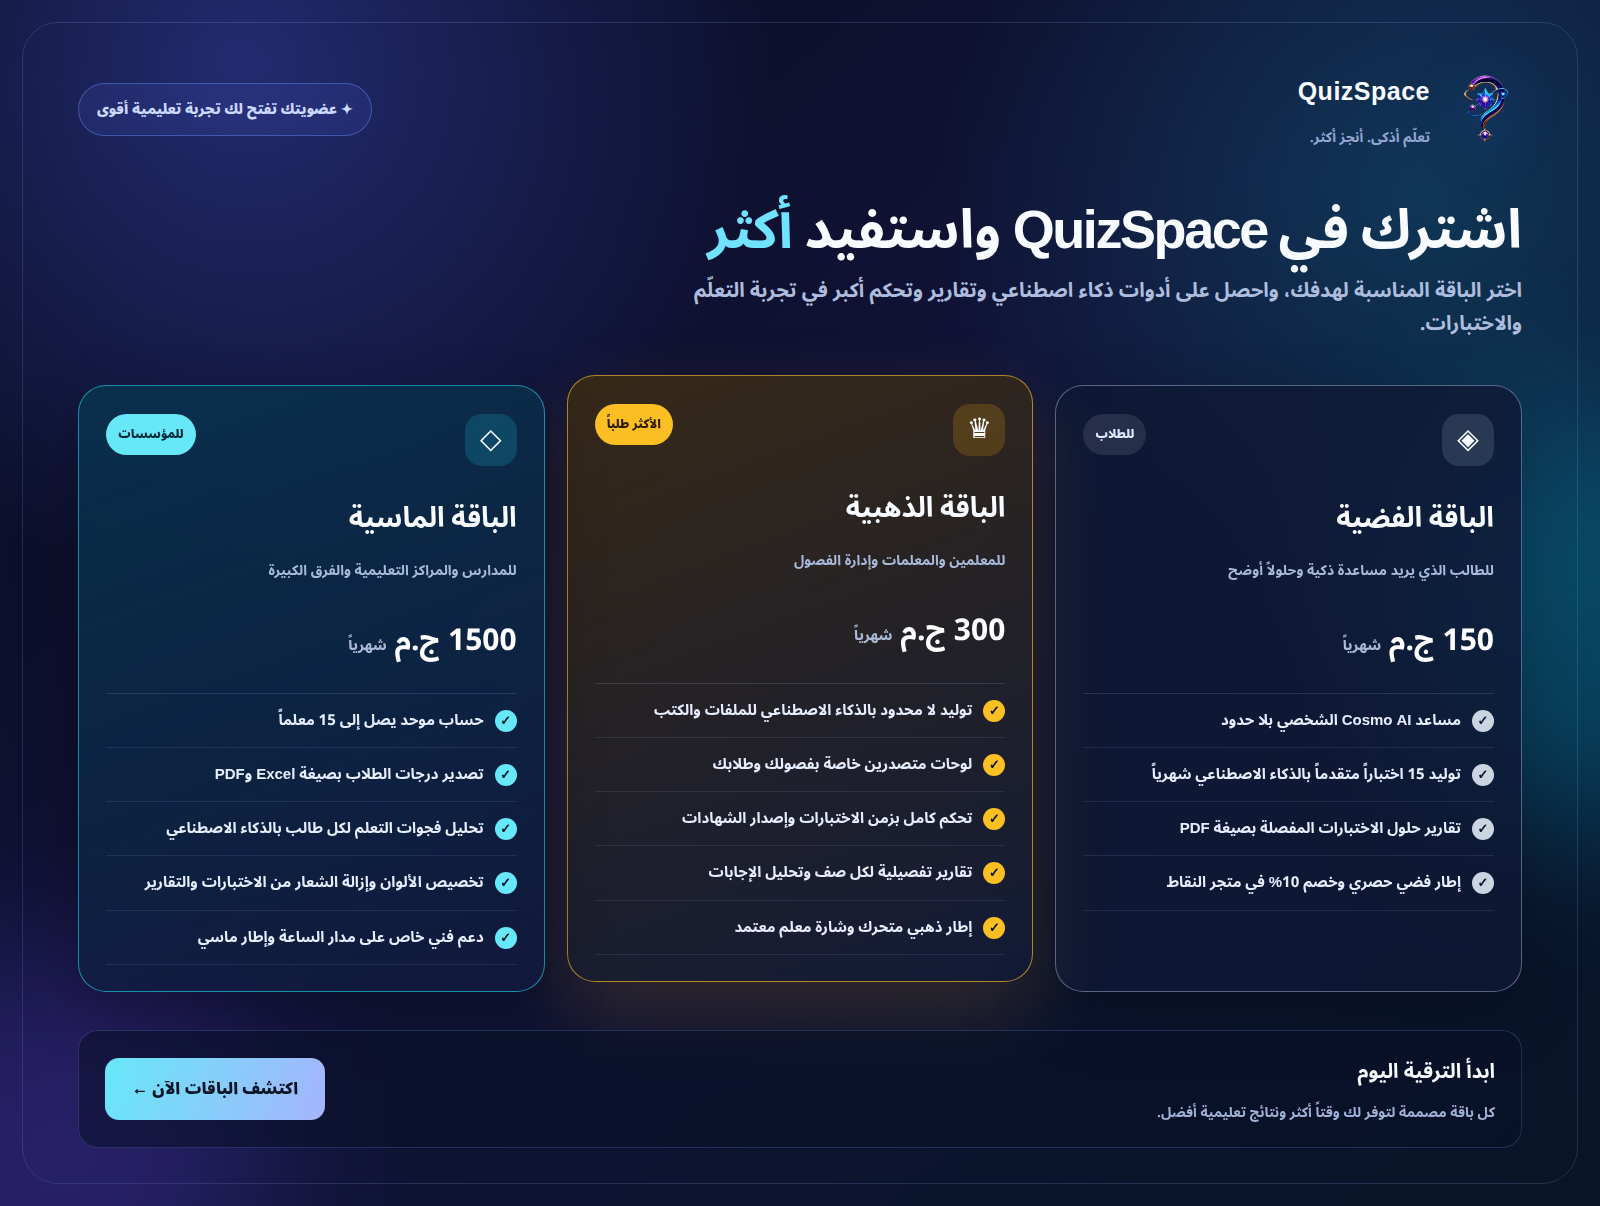 QuizSpace
تعلّم أذكى. أنجز أكثر.
✦ عضويتك تفتح لك تجربة تعليمية أقوى
اشترك في QuizSpace واستفيد أكثر
اختر الباقة المناسبة لهدفك، واحصل على أدوات ذكاء اصطناعي وتقارير وتحكم أكبر في تجربة التعلّم
والاختبارات.
للطلاب
الباقة الفضية
للطالب الذي يريد مساعدة ذكية وحلولاً أوضح
150 ج.م شهرياً
مساعد Cosmo AI الشخصي بلا حدود
توليد 15 اختباراً متقدماً بالذكاء الاصطناعي شهرياً
تقارير حلول الاختبارات المفصلة بصيغة PDF
إطار فضي حصري وخصم 10% في متجر النقاط
الأكثر طلباً
الباقة الذهبية
للمعلمين والمعلمات وإدارة الفصول
300 ج.م شهرياً
توليد لا محدود بالذكاء الاصطناعي للملفات والكتب
لوحات متصدرين خاصة بفصولك وطلابك
تحكم كامل بزمن الاختبارات وإصدار الشهادات
تقارير تفصيلية لكل صف وتحليل الإجابات
إطار ذهبي متحرك وشارة معلم معتمد
للمؤسسات
الباقة الماسية
للمدارس والمراكز التعليمية والفرق الكبيرة
1500 ج.م شهرياً
حساب موحد يصل إلى 15 معلماً
تصدير درجات الطلاب بصيغة Excel وPDF
تحليل فجوات التعلم لكل طالب بالذكاء الاصطناعي
تخصيص الألوان وإزالة الشعار من الاختبارات والتقارير
دعم فني خاص على مدار الساعة وإطار ماسي
ابدأ الترقية اليوم
كل باقة مصممة لتوفر لك وقتاً أكثر ونتائج تعليمية أفضل.
اكتشف الباقات الآن ←